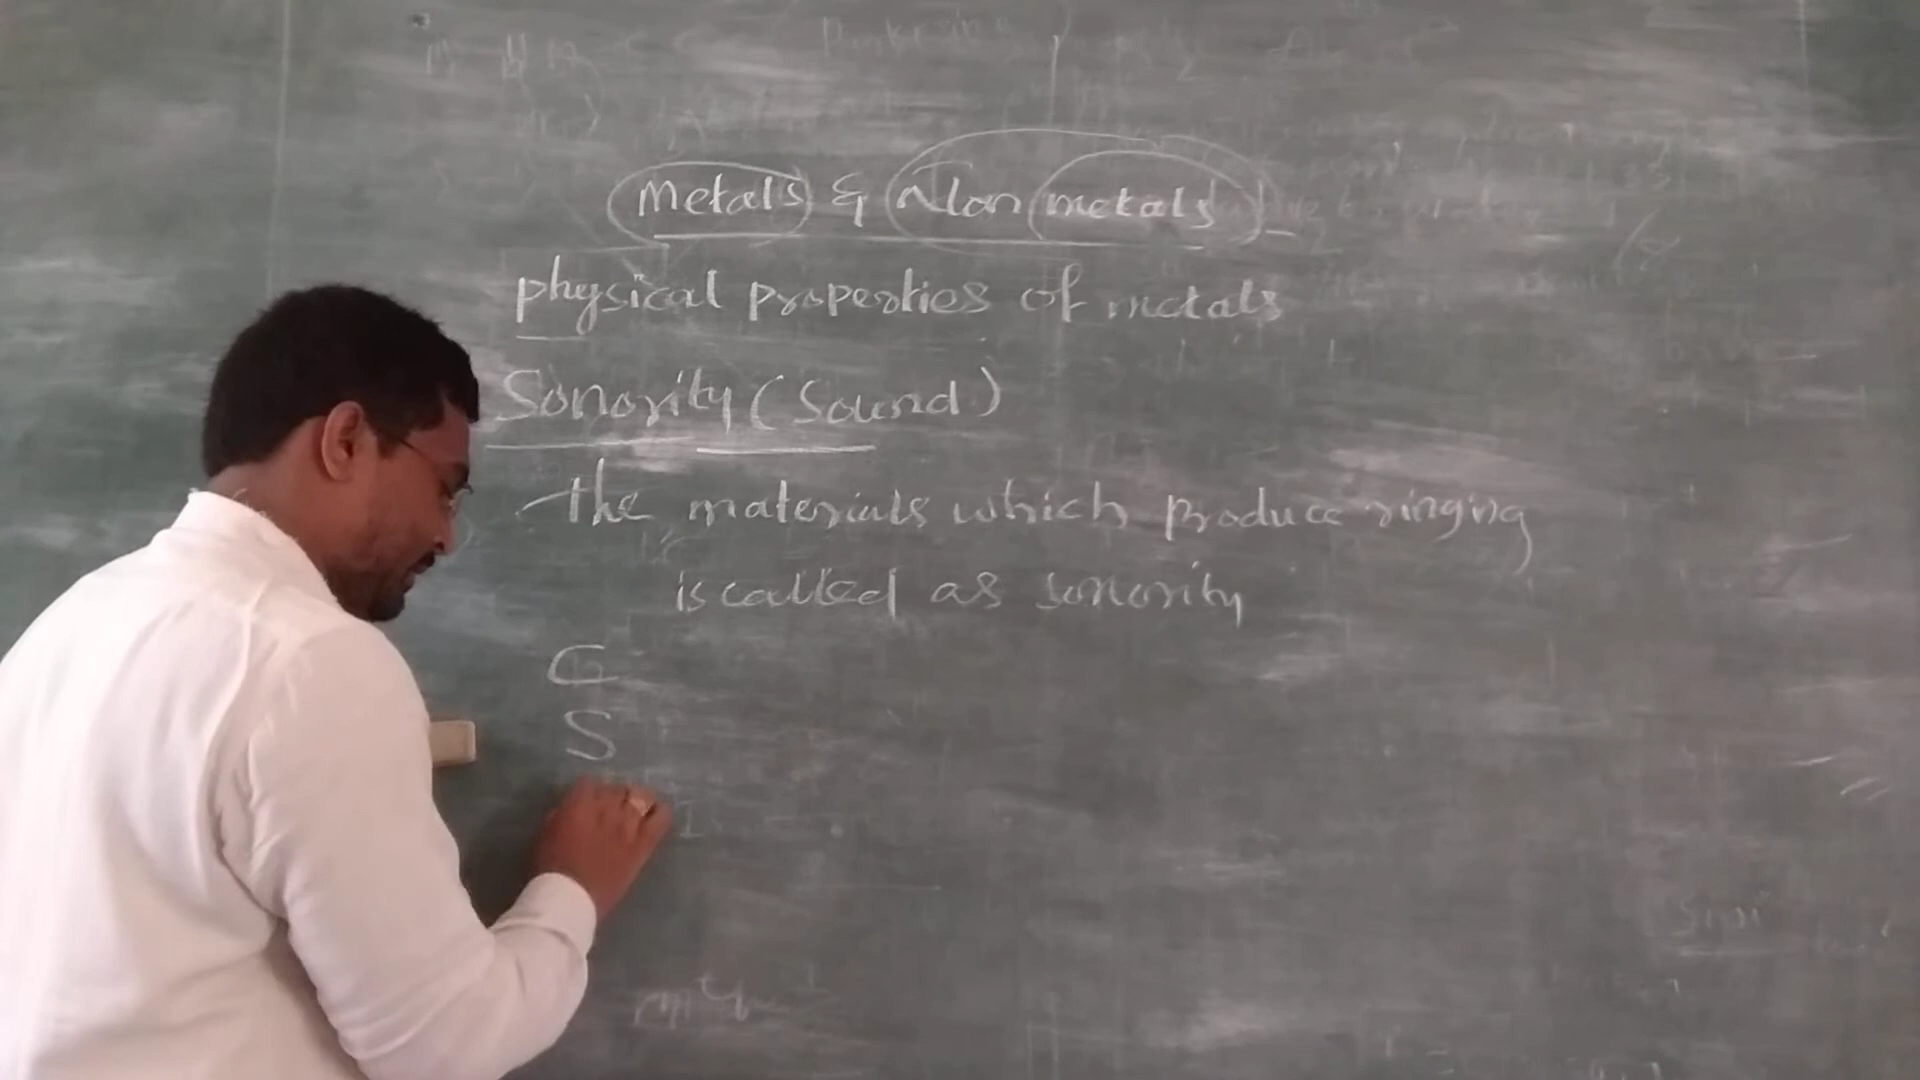 Metals & Non metals
physical properties of metals
Sonority (Sound)
The materials which produce ringing
is called as sonority
C
S